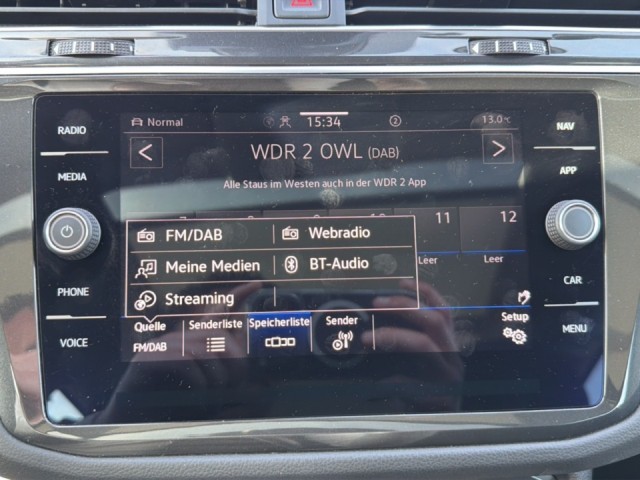 RADIO
MEDIA
PHONE
VOICE
Normal
15:34
2
13.0°C
NAV
APP
CAR
MENU
< WDR 2 OWL (DAB) >
Alle Staus im Westen auch in der WDR 2 App
11
12
Leer
Leer
FM/DAB
Webradio
Meine Medien
BT-Audio
Streaming
Quelle
FM/DAB
Senderliste
Speicherliste
Sender
Setup